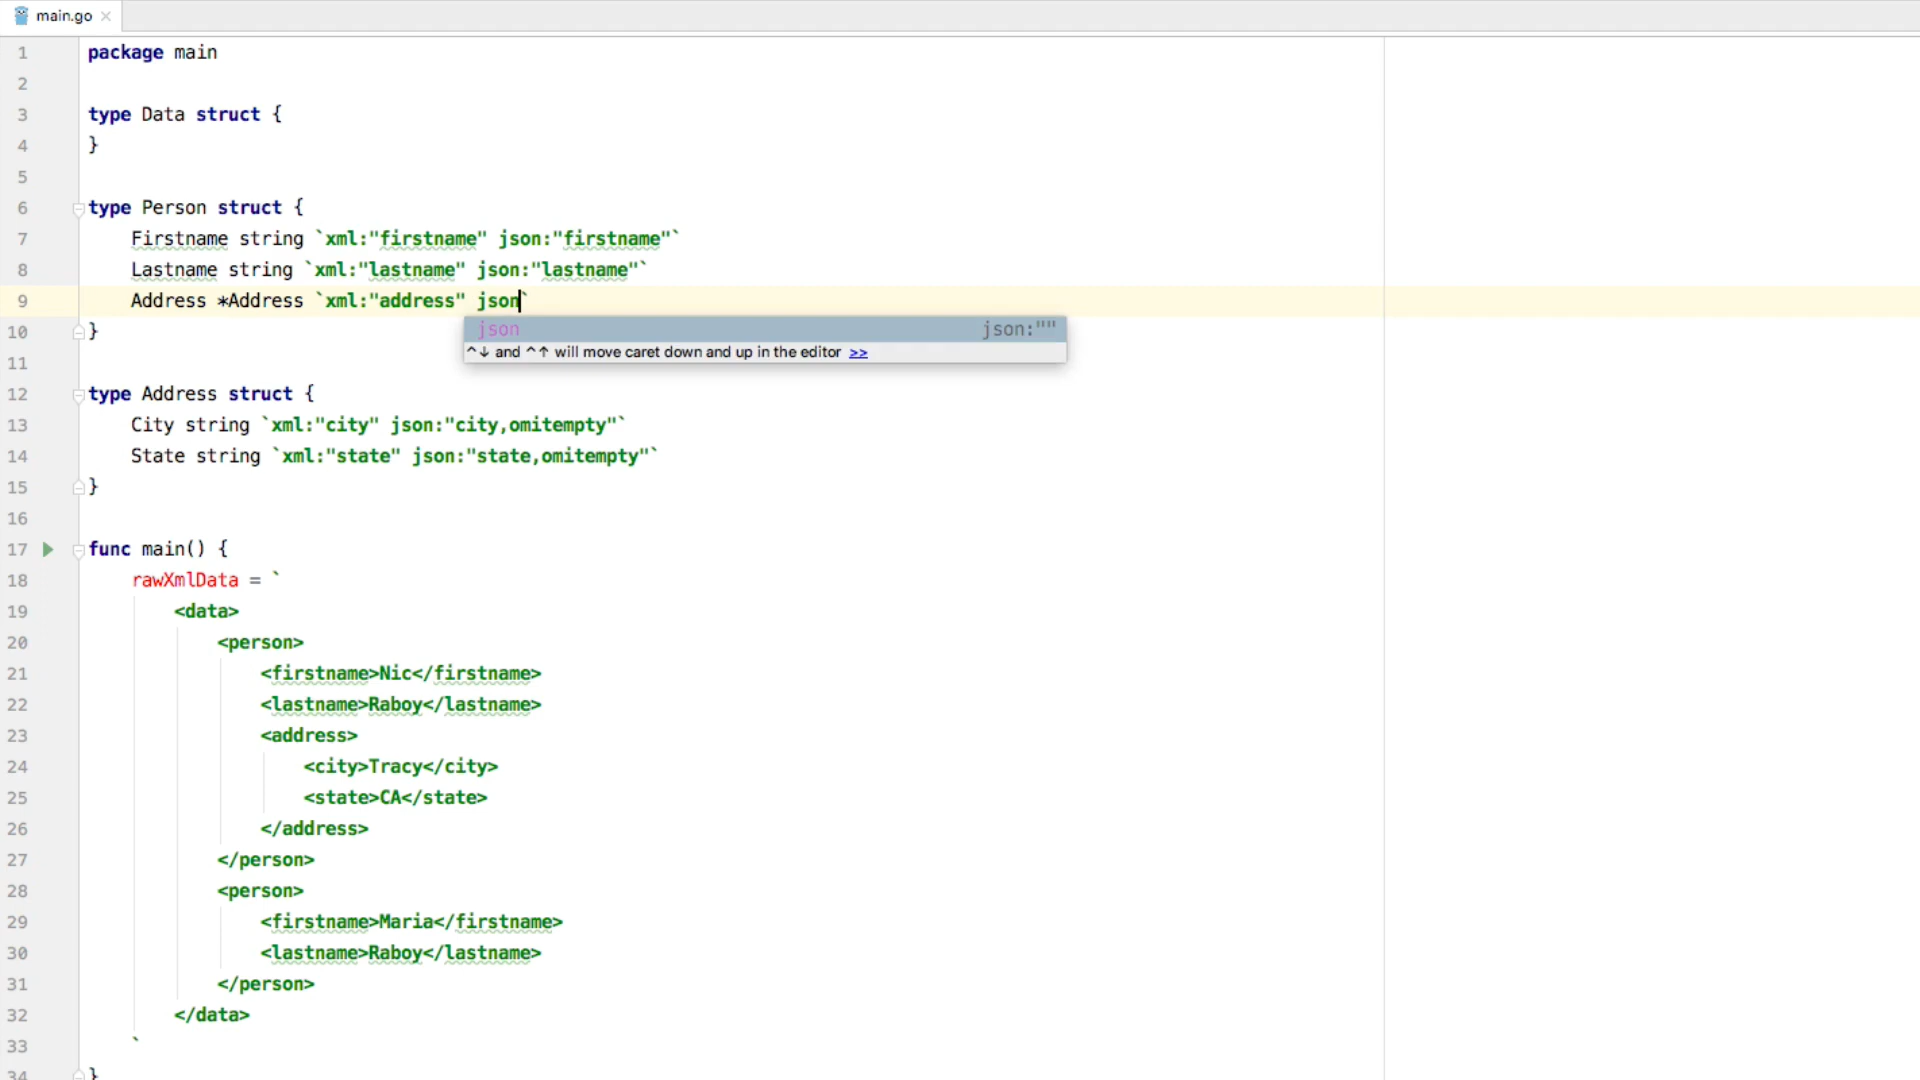 main.go
1 package main
2
3 type Data struct {
4 }
5
6 type Person struct {
7 Firstname string `xml:"firstname" json:"firstname"`
8 Lastname string `xml:"lastname" json:"lastname"`
9 Address *Address `xml:"address" json`
json json:""
10 }
^↓ and ^↑ will move caret down and up in the editor >>
11
12 type Address struct {
13 City string `xml:"city" json:"city,omitempty"`
14 State string `xml:"state" json:"state,omitempty"`
15 }
16
17 func main() {
18 rawXmlData = `
19 <data>
20 <person>
21 <firstname>Nic</firstname>
22 <lastname>Raboy</lastname>
23 <address>
24 <city>Tracy</city>
25 <state>CA</state>
26 </address>
27 </person>
28 <person>
29 <firstname>Maria</firstname>
30 <lastname>Raboy</lastname>
31 </person>
32 </data>
33 `
34 }